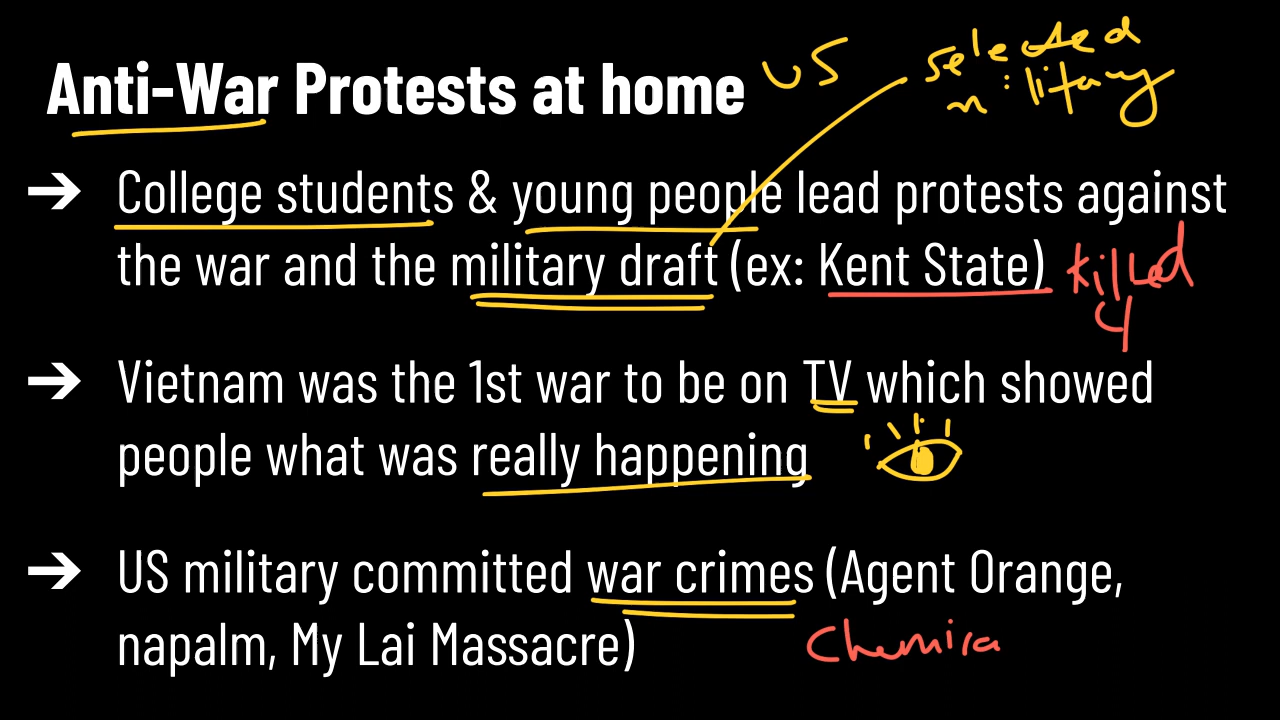 Anti-War Protests at home US
selected
military
➔ College students & young people lead protests against
the war and the military draft (ex: Kent State) killed
4
➔ Vietnam was the 1st war to be on TV which showed
people what was really happening
➔ US military committed war crimes (Agent Orange,
napalm, My Lai Massacre) Chemica